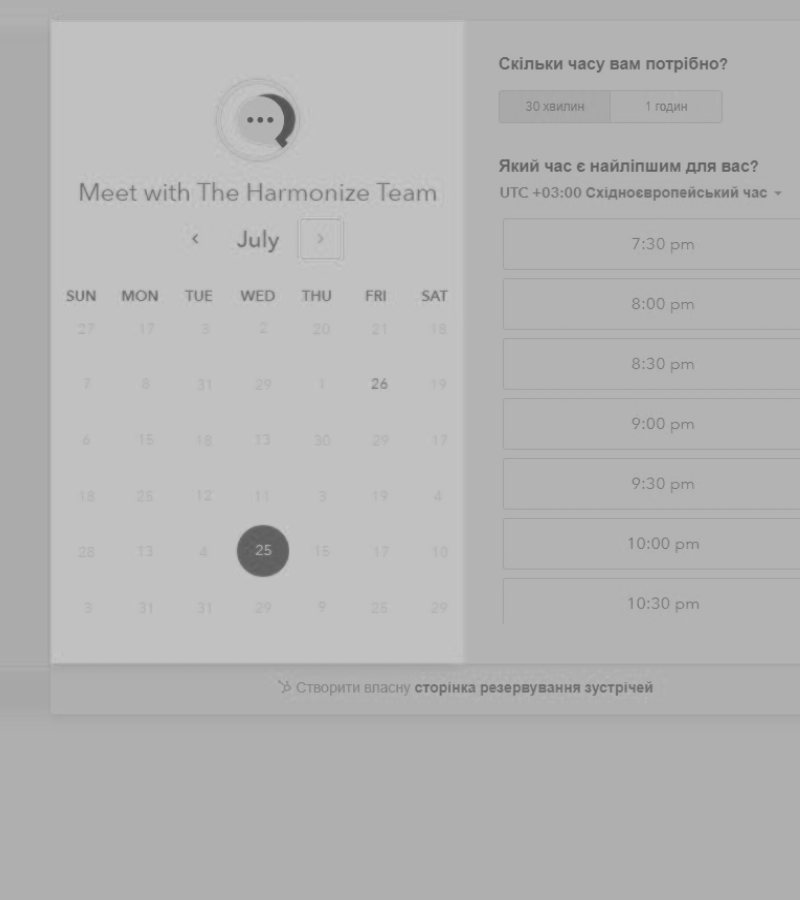 Meet with The Harmonize Team
July
SUN MON TUE WED THU FRI SAT
27 17 3 2 20 21 18
7 8 31 29 1 26 19
6 15 18 13 30 29 17
18 25 12 11 3 19 4
28 13 4 25 15 17 10
3 31 31 29 9 25 29
Скільки часу вам потрібно?
30 хвилин 1 годин
Який час є найліпшим для вас?
UTC +03:00 Східноєвропейський час
7:30 pm
8:00 pm
8:30 pm
9:00 pm
9:30 pm
10:00 pm
10:30 pm
Створити власну сторінка резервування зустрічей